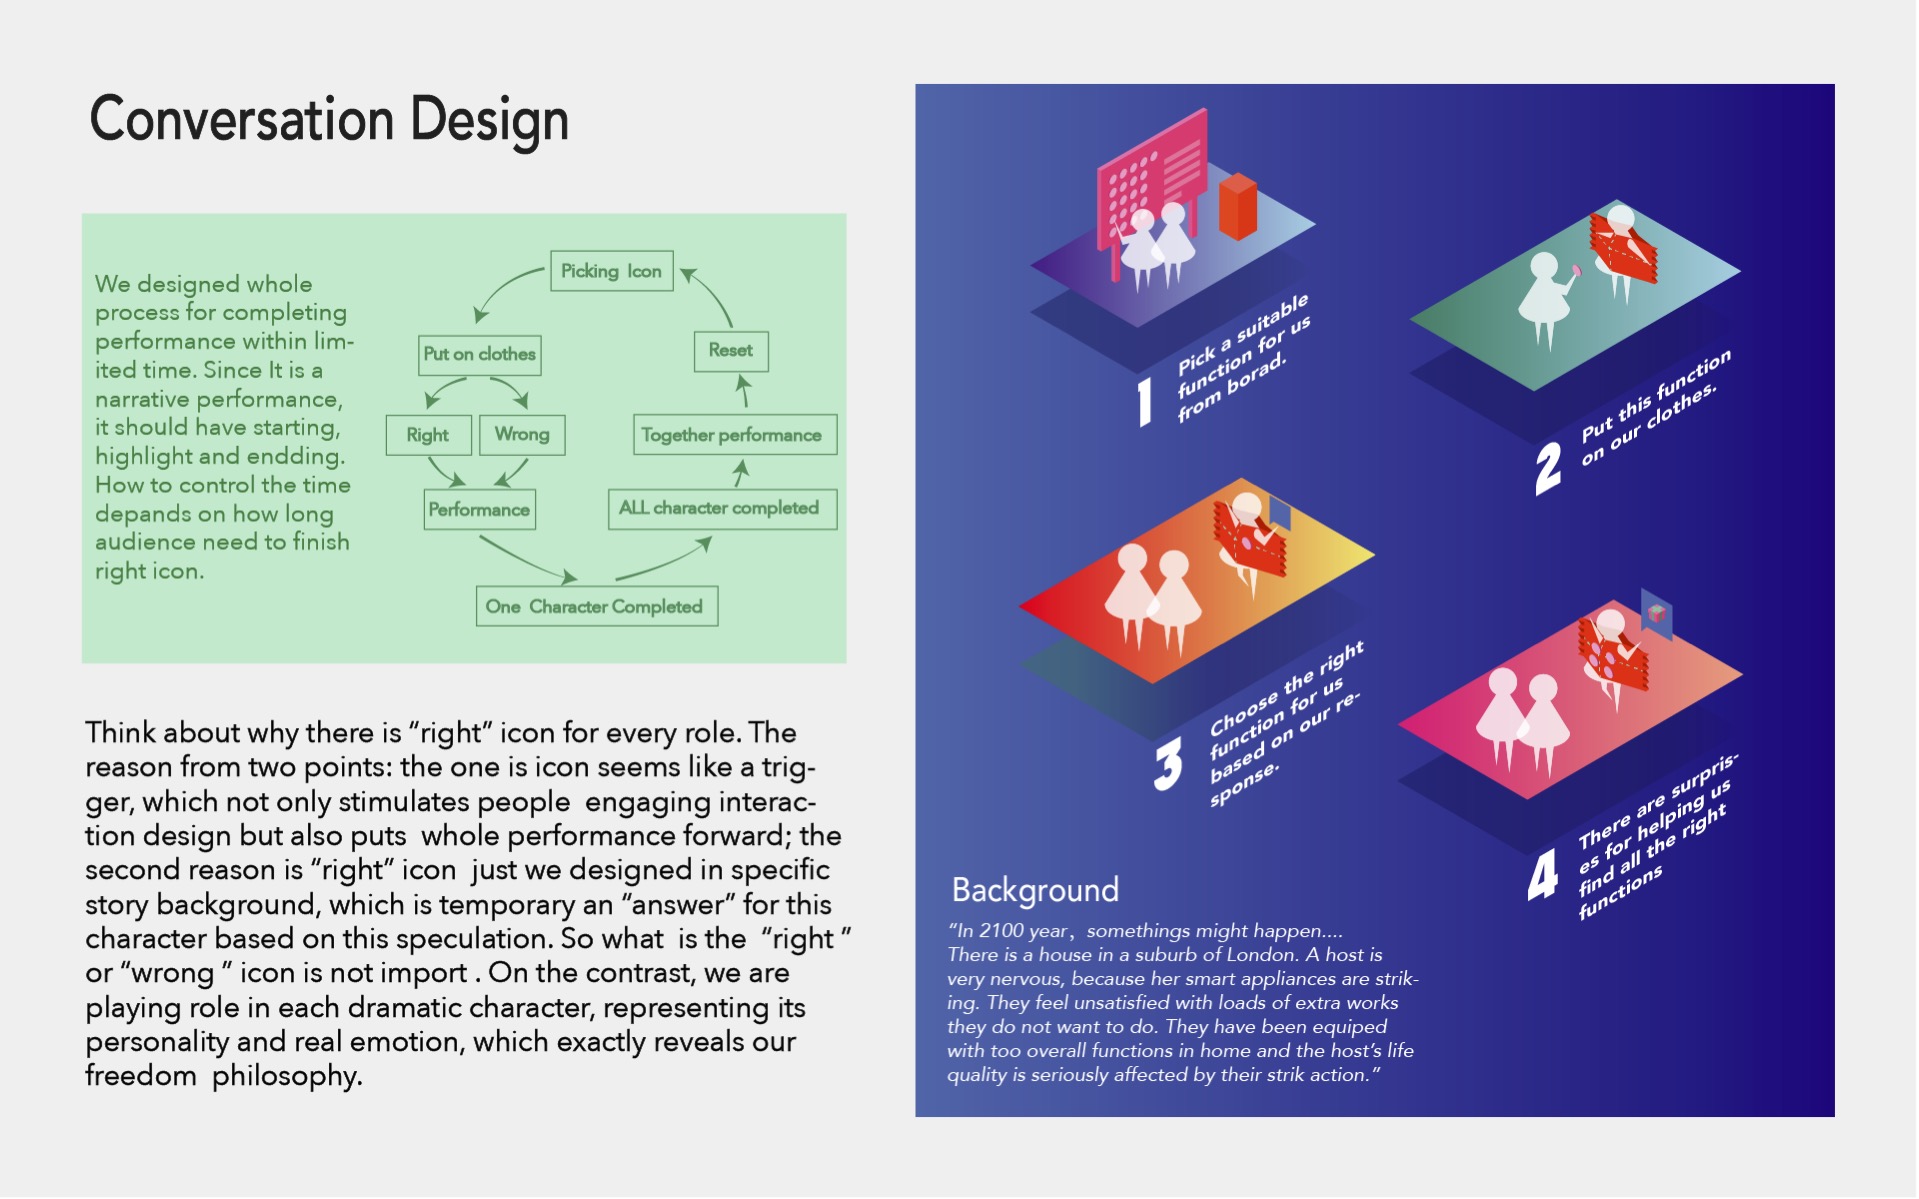 Conversation Design
We designed whole
process for completing
performance within lim-
ited time. Since It is a
narrative performance,
it should have starting,
highlight and endding.
How to control the time
depands on how long
audience need to finish
right icon.
Picking Icon
Put on clothes
Reset
Right
Wrong
Together performance
Performance
ALL character completed
One Character Completed
Think about why there is “right” icon for every role. The
reason from two points: the one is icon seems like a trig-
ger, which not only stimulates people engaging interac-
tion design but also puts whole performance forward; the
second reason is “right” icon just we designed in specific
story background, which is temporary an “answer” for this
character based on this speculation. So what is the “right ”
or “wrong ” icon is not import . On the contrast, we are
playing role in each dramatic character, representing its
personality and real emotion, which exactly reveals our
freedom philosophy.
1
Pick a suitable
function for us
from borad.
2
Put this function
on our clothes.
3
Choose the right
function for us
based on our re-
sponse.
4
There are surpris-
es for helping us
find all the right
functions
Background
“In 2100 year, somethings might happen....
There is a house in a suburb of London. A host is
very nervous, because her smart appliances are strik-
ing. They feel unsatisfied with loads of extra works
they do not want to do. They have been equiped
with too overall functions in home and the host’s life
quality is seriously affected by their strik action.”